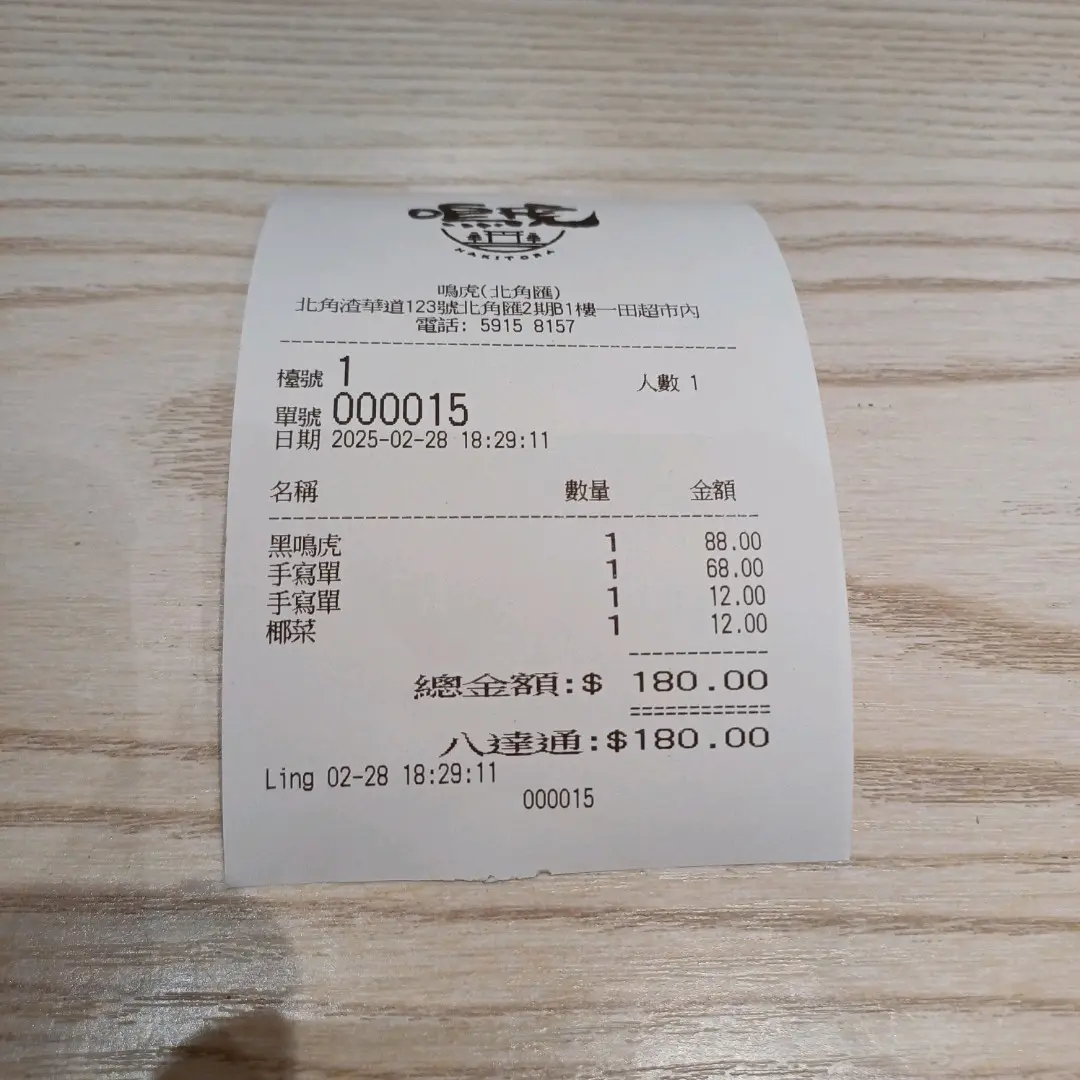 鳴虎
NAKITORA
鳴虎(北角匯)
北角渣華道123號北角匯2期B1樓一田超市內
電話: 5915 8157
檯號 1 人數 1
單號 000015
日期 2025-02-28 18:29:11
名稱 數量 金額
黑鳴虎 1 88.00
手寫單 1 68.00
手寫單 1 12.00
椰菜 1 12.00
總金額:$ 180.00
八達通:$180.00
Ling 02-28 18:29:11
000015